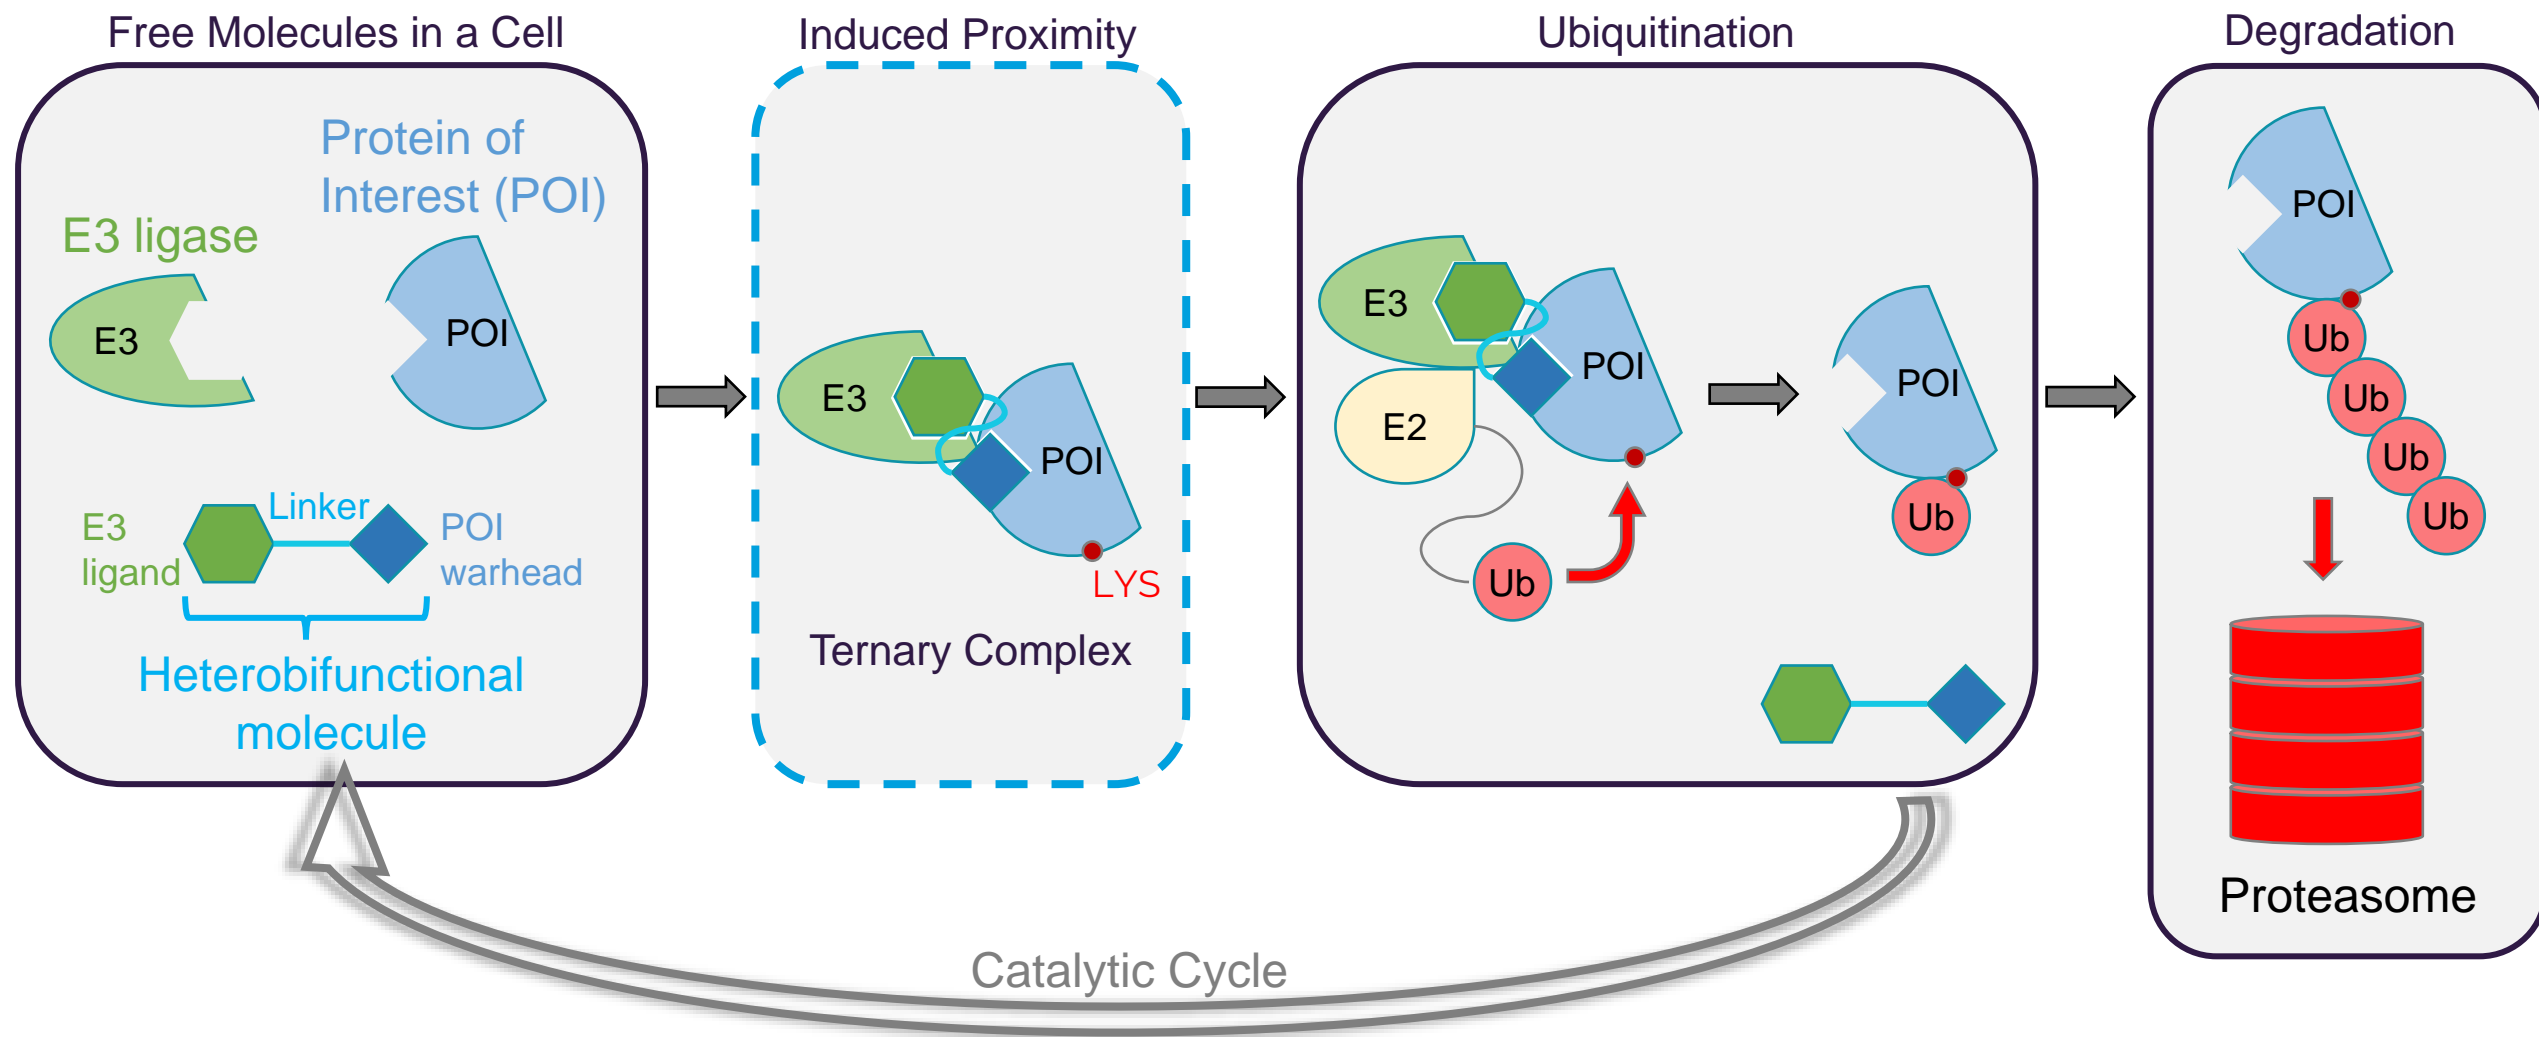 Free Molecules in a Cell
Protein of
Interest (POI)
E3 ligase
E3
POI
E3
ligand
Linker
POI
warhead
Heterobifunctional
molecule
Induced Proximity
E3
POI
LYS
Ternary Complex
Ubiquitination
E3
POI
E2
Ub
POI
Ub
Degradation
POI
Ub
Ub
Ub
Ub
Proteasome
Catalytic Cycle